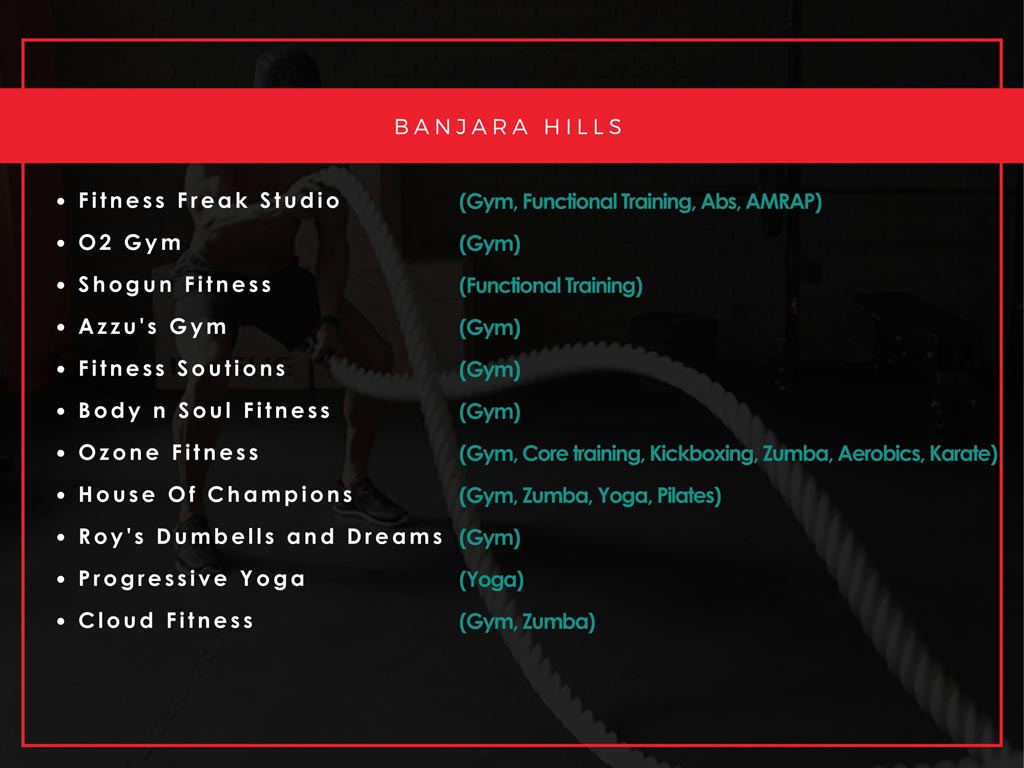 BANJARA HILLS
• Fitness Freak Studio (Gym, Functional Training, Abs, AMRAP)
• O2 Gym (Gym)
• Shogun Fitness (Functional Training)
• Azzu's Gym (Gym)
• Fitness Soutions (Gym)
• Body n Soul Fitness (Gym)
• Ozone Fitness (Gym, Core training, Kickboxing, Zumba, Aerobics, Karate)
• House Of Champions (Gym, Zumba, Yoga, Pilates)
• Roy's Dumbells and Dreams (Gym)
• Progressive Yoga (Yoga)
• Cloud Fitness (Gym, Zumba)